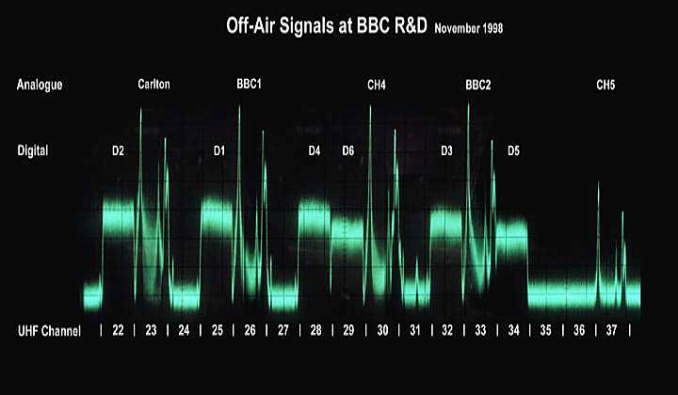 Off-Air Signals at BBC R&D November 1998
Analogue Carlton BBC1 CH4 BBC2 CH5
Digital D2 D1 D4 D6 D3 D5
UHF Channel | 22 | 23 | 24 | 25 | 26 | 27 | 28 | 29 | 30 | 31 | 32 | 33 | 34 | 35 | 36 | 37 |